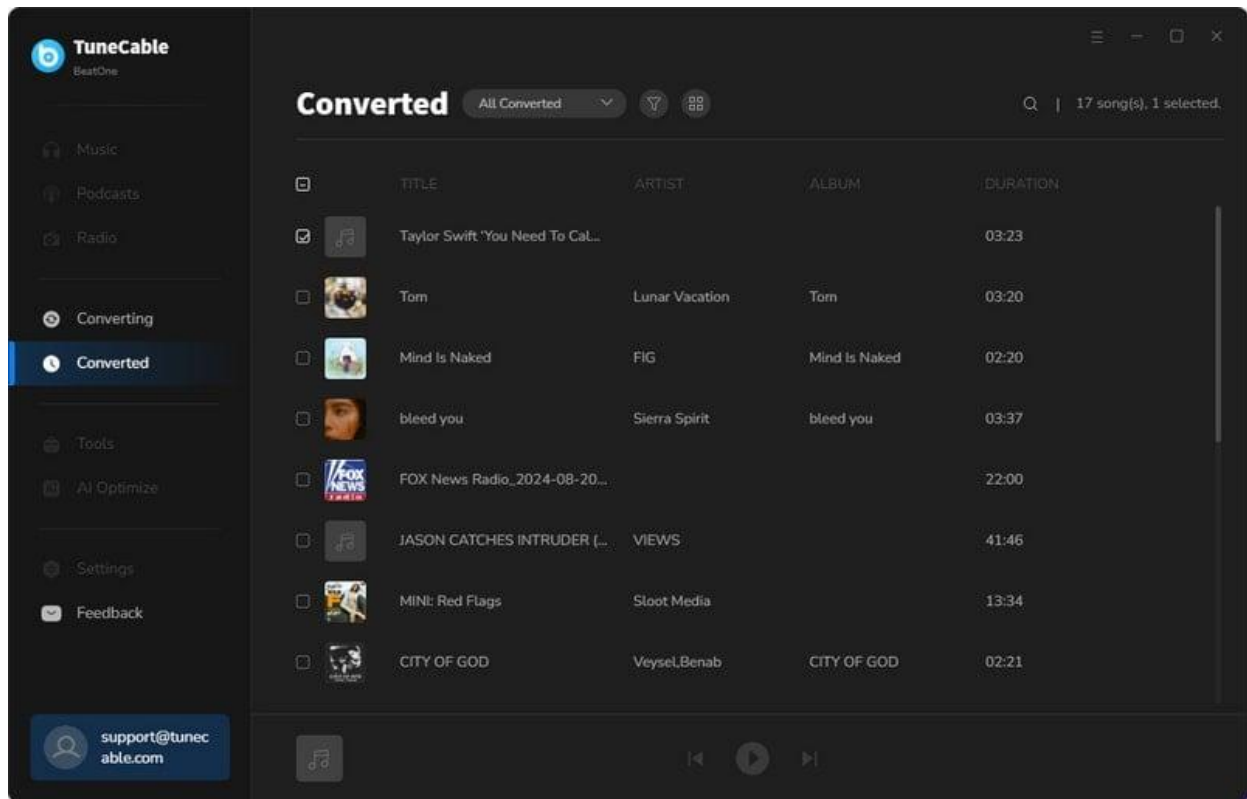 TuneCable
BeatOne
Music
Podcasts
Radio
Converting
Converted
Tools
AI Optimize
Settings
Feedback
support@tunec
able.com
Converted All Converted | 17 song(s), 1 selected.
TITLE ARTIST ALBUM DURATION
Taylor Swift ‘You Need To Cal... 03:23
Tom Lunar Vacation Tom 03:20
Mind Is Naked FIG Mind Is Naked 02:20
bleed you Sierra Spirit bleed you 03:37
FOX NEWS radio FOX News Radio_2024-08-20... 22:00
JASON CATCHES INTRUDER (... VIEWS 41:46
MINI: Red Flags Sloot Media 13:34
CITY OF GOD Veysel,Benab CITY OF GOD 02:21